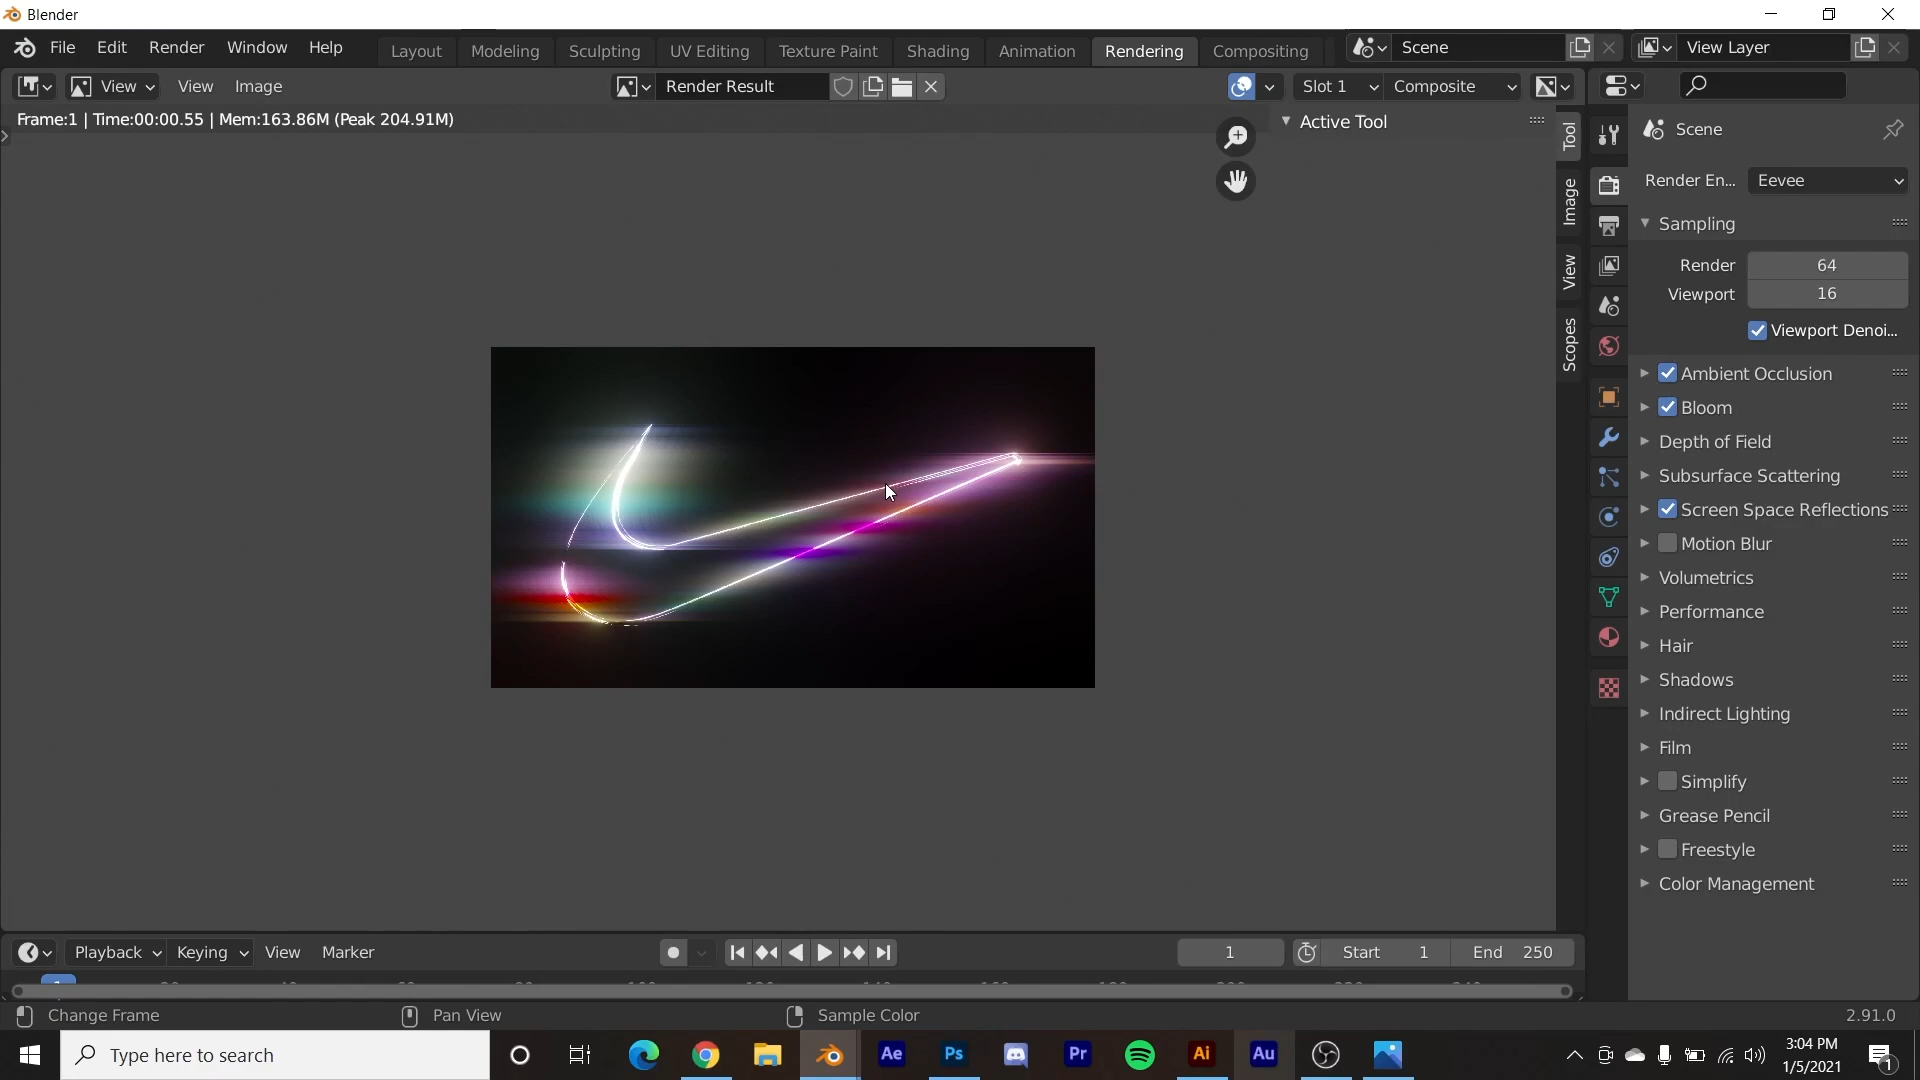 Blender
File Edit Render Window Help Layout Modeling Sculpting UV Editing Texture Paint Shading Animation Rendering Compositing Scene View Layer
View View Image Render Result Slot 1 Composite
Frame:1 | Time:00:00.55 | Mem:163.86M (Peak 204.91M)
Active Tool
Tool
Image
View
Scopes
Scene
Render En... Eevee
Sampling
Render 64
Viewport 16
Viewport Denoi...
Ambient Occlusion
Bloom
Depth of Field
Subsurface Scattering
Screen Space Reflections
Motion Blur
Volumetrics
Performance
Hair
Shadows
Indirect Lighting
Film
Simplify
Grease Pencil
Freestyle
Color Management
Playback Keying View Marker 1 Start 1 End 250
Change Frame Pan View Sample Color 2.91.0
Type here to search Ae Ps Pr Ai Au 3:04 PM
1/5/2021 1